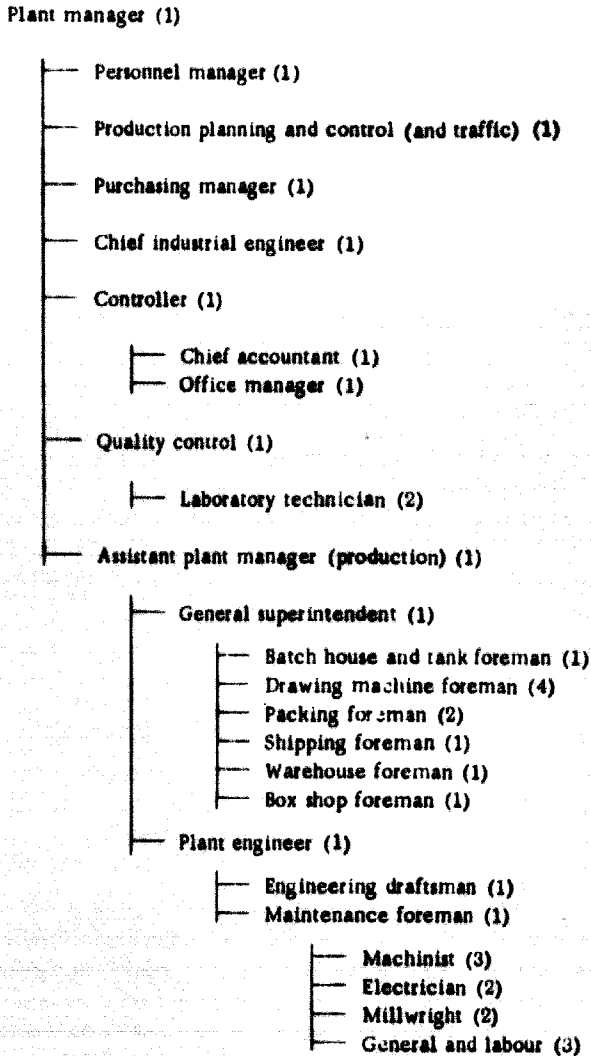 Plant manager (1)
Personnel manager (1)
Production planning and control (and traffic) (1)
Purchasing manager (1)
Chief industrial engineer (1)
Controller (1)
Chief accountant (1)
Office manager (1)
Quality control (1)
Laboratory technician (2)
Assistant plant manager (production) (1)
General superintendent (1)
Batch house and tank foreman (1)
Drawing machine foreman (4)
Packing foreman (2)
Shipping foreman (1)
Warehouse foreman (1)
Box shop foreman (1)
Plant engineer (1)
Engineering draftsman (1)
Maintenance foreman (1)
Machinist (3)
Electrician (2)
Millwright (2)
General and labour (3)